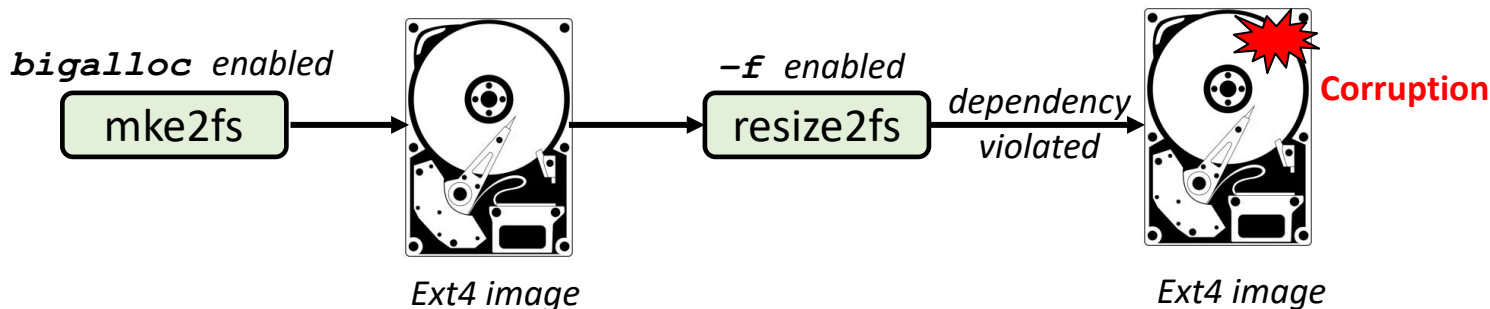 bigalloc enabled
mke2fs
Ext4 image
–f enabled
resize2fs
dependency
violated
Corruption
Ext4 image